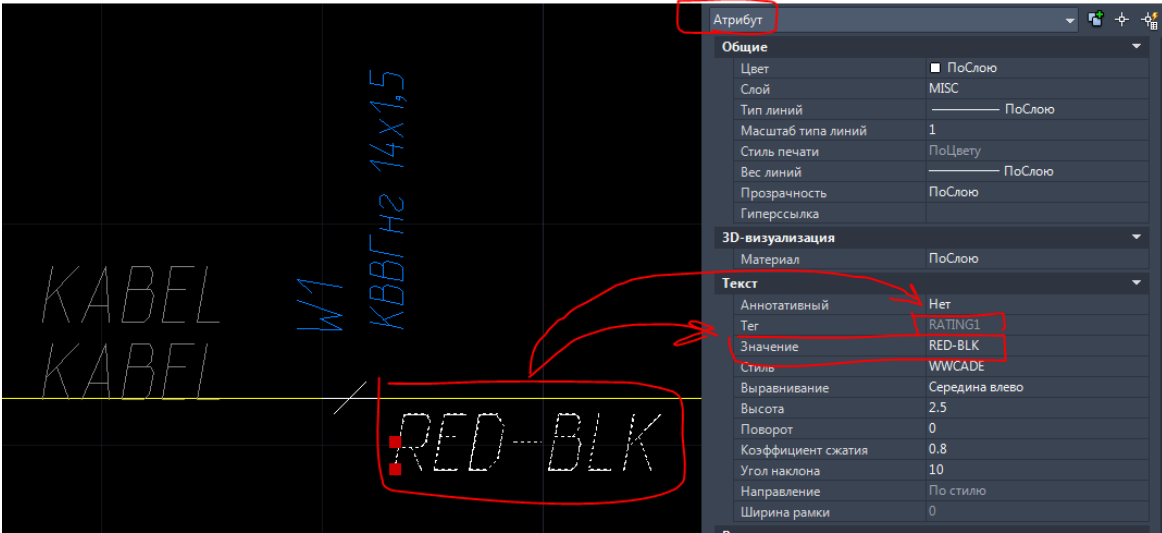 KABEL
KABEL
W1
КВВГнг 14x1,5
RED-BLK
Атрибут
Общие
Цвет ПоСлою
Слой MISC
Тип линий ПоСлою
Масштаб типа линий 1
Стиль печати ПоЦвету
Вес линий ПоСлою
Прозрачность ПоСлою
Гиперссылка
3D-визуализация
Материал ПоСлою
Текст
Аннотативный Нет
Тег RATING1
Значение RED-BLK
Стиль WWCADE
Выравнивание Середина влево
Высота 2.5
Поворот 0
Коэффициент сжатия 0.8
Угол наклона 10
Направление По стилю
Ширина рамки 0